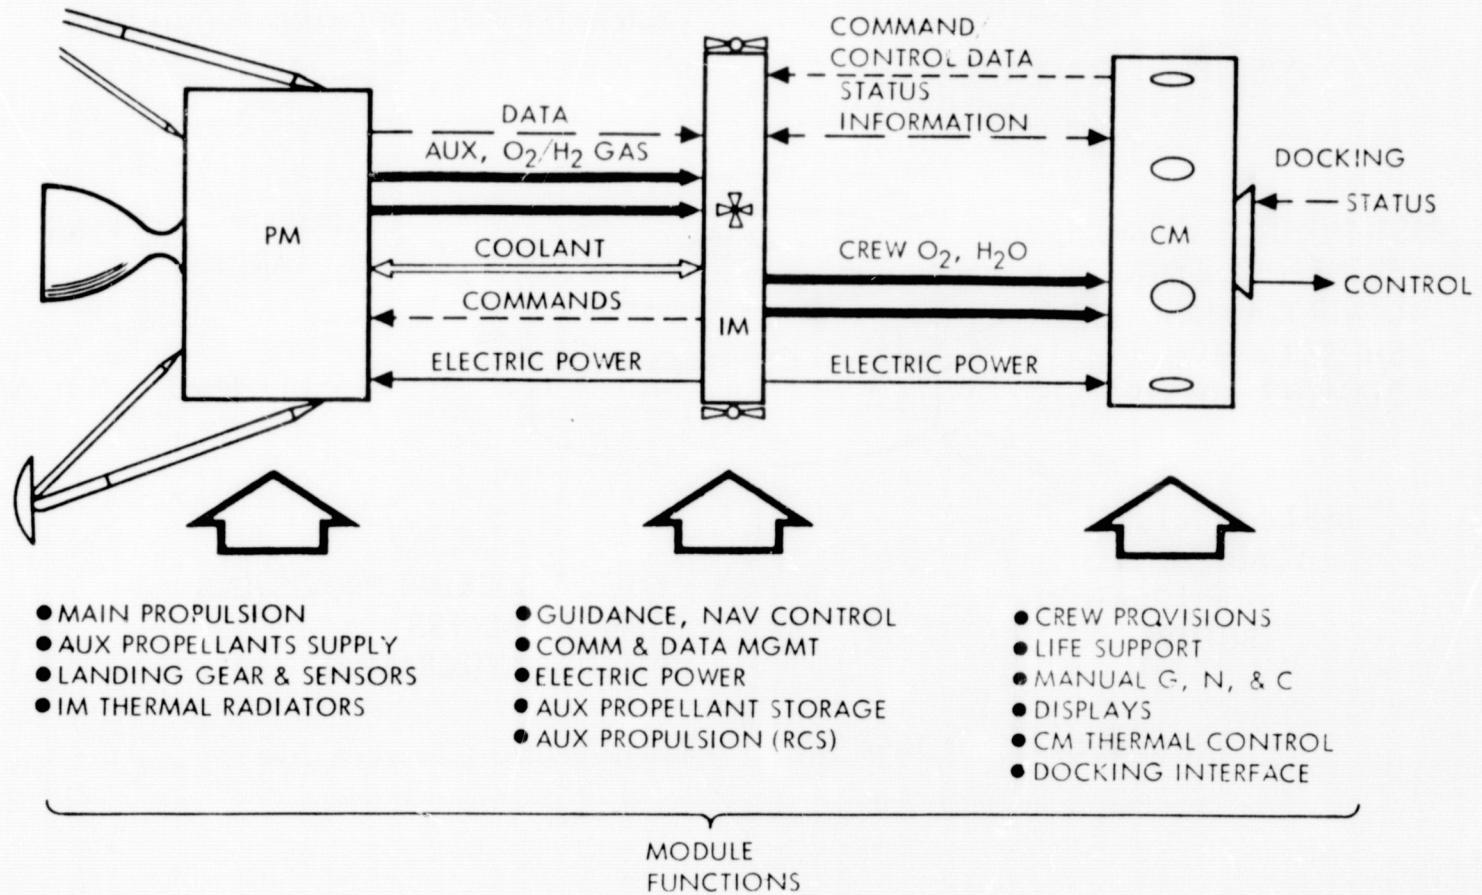 COMMAND
CONTROL DATA
STATUS
INFORMATION
DATA
AUX, O₂/H₂ GAS
COOLANT
COMMANDS
ELECTRIC POWER
PM
IM
CREW O₂, H₂O
ELECTRIC POWER
CM
DOCKING
STATUS
CONTROL
● MAIN PROPULSION
● AUX PROPELLANTS SUPPLY
● LANDING GEAR & SENSORS
● IM THERMAL RADIATORS
● GUIDANCE, NAV CONTROL
● COMM & DATA MGMT
● ELECTRIC POWER
● AUX PROPELLANT STORAGE
● AUX PROPULSION (RCS)
● CREW PROVISIONS
● LIFE SUPPORT
● MANUAL G, N, & C
● DISPLAYS
● CM THERMAL CONTROL
● DOCKING INTERFACE
MODULE
FUNCTIONS